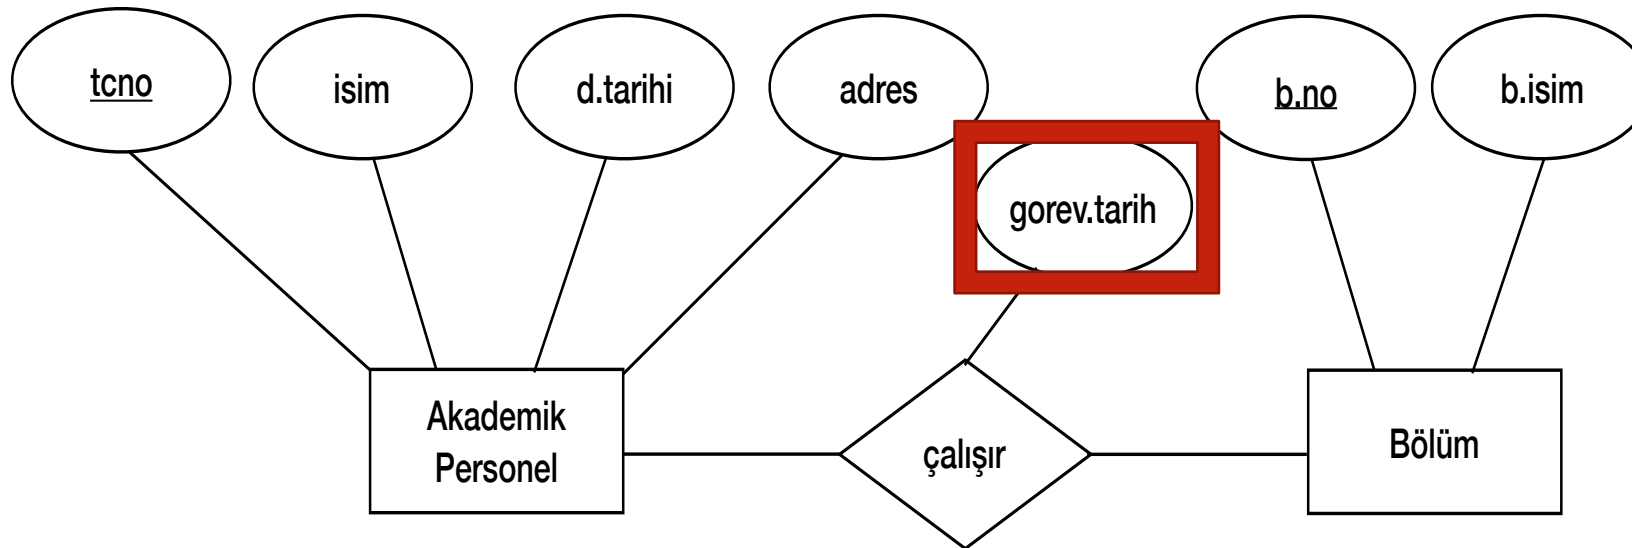 tcno
isim
d.tarihi
adres
b.no
b.isim
gorev.tarih
Akademik
Personel
çalışır
Bölüm